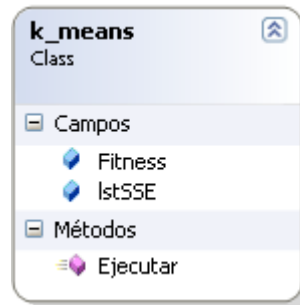 k_means
Class
Campos
Fitness
lstSSE
Métodos
Ejecutar